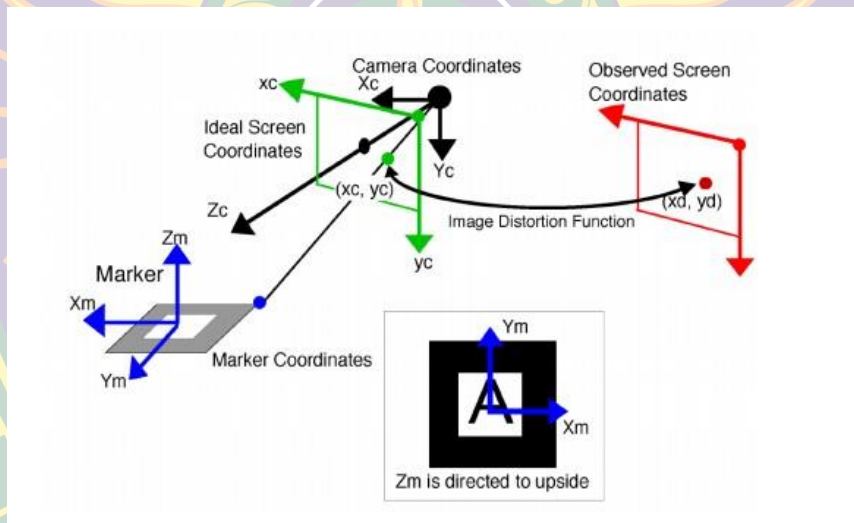 Camera Coordinates
xc
Xc
Observed Screen
Coordinates
Ideal Screen
Coordinates
Yc
(xc, yc)
(xd, yd)
Zc
Image Distortion Function
Zm
yc
Marker
Xm
Ym
Marker Coordinates
Ym
A
Xm
Zm is directed to upside